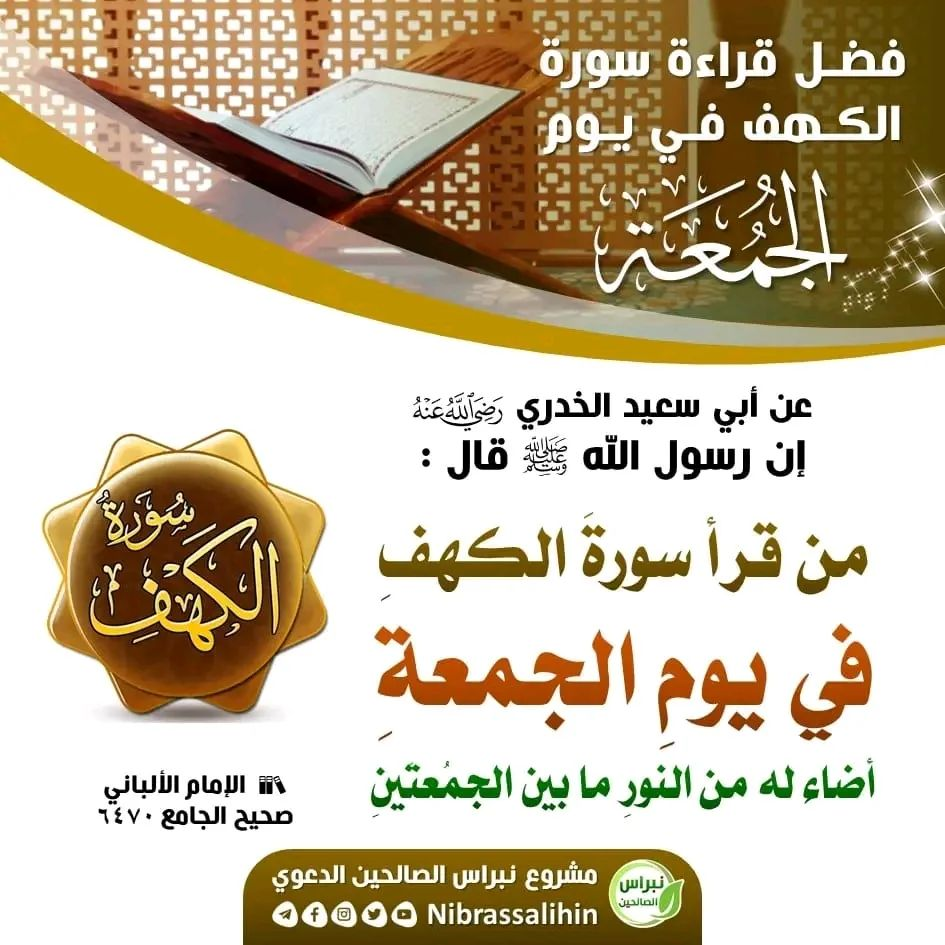 فضل قراءة سورة
الكهف في يوم
الجُمُعَة
عن أبي سعيد الخدري رَضِيَ اللَّهُ عَنْهُ
إن رسول الله ﷺ قال :
من قرأ سورةَ الكهفِ
في يومِ الجمعةِ
أضاء له من النورِ ما بين الجمُعتَينِ
سُورَةُ
الكَهْفِ
الإمام الألباني
صحيح الجامع ٦٤٧٠
مشروع نبراس الصالحين الدعوي
Nibrassalihin
نبراس
الصالحين